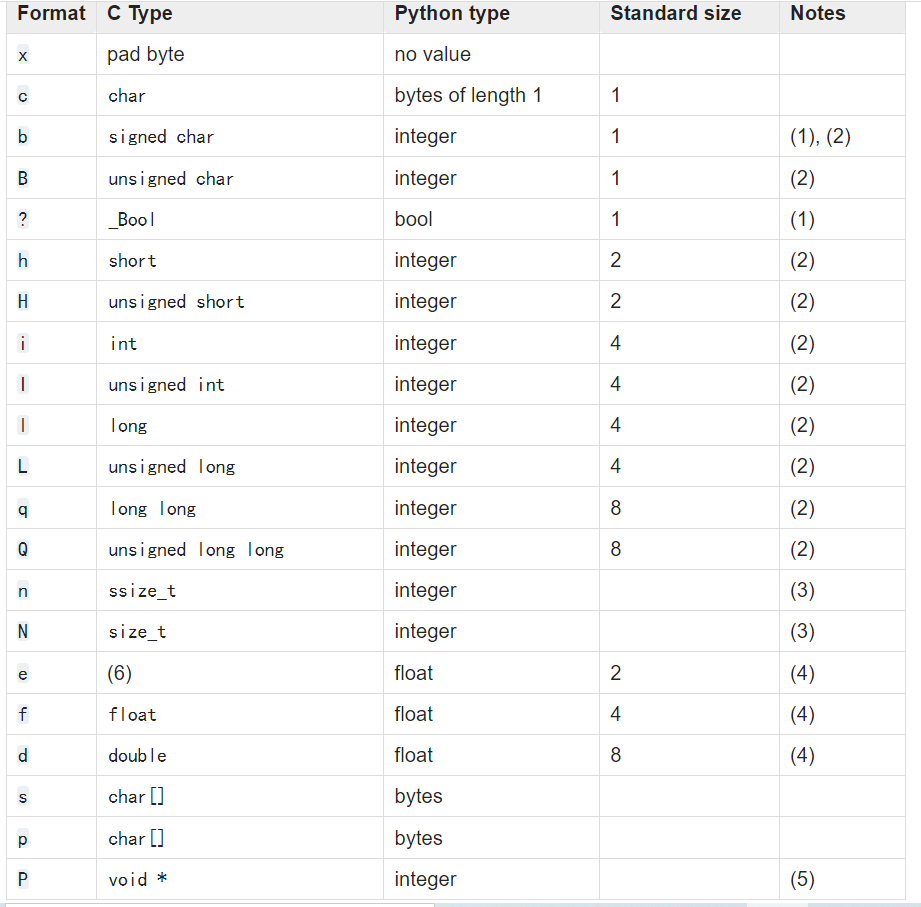 Format C Type Python type Standard size Notes
x pad byte no value
c char bytes of length 1 1
b signed char integer 1 (1), (2)
B unsigned char integer 1 (2)
? _Bool bool 1 (1)
h short integer 2 (2)
H unsigned short integer 2 (2)
i int integer 4 (2)
I unsigned int integer 4 (2)
l long integer 4 (2)
L unsigned long integer 4 (2)
q long long integer 8 (2)
Q unsigned long long integer 8 (2)
n ssize_t integer (3)
N size_t integer (3)
e (6) float 2 (4)
f float float 4 (4)
d double float 8 (4)
s char[] bytes
p char[] bytes
P void * integer (5)